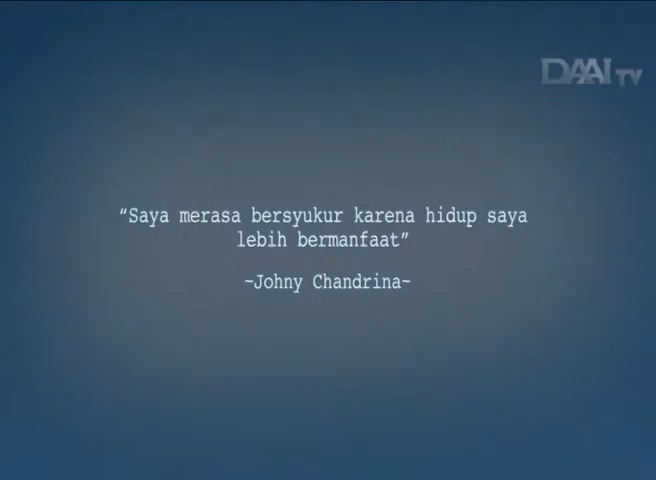 DAAI TV
“Saya merasa bersyukur karena hidup saya
lebih bermanfaat”
~Johny Chandrina~